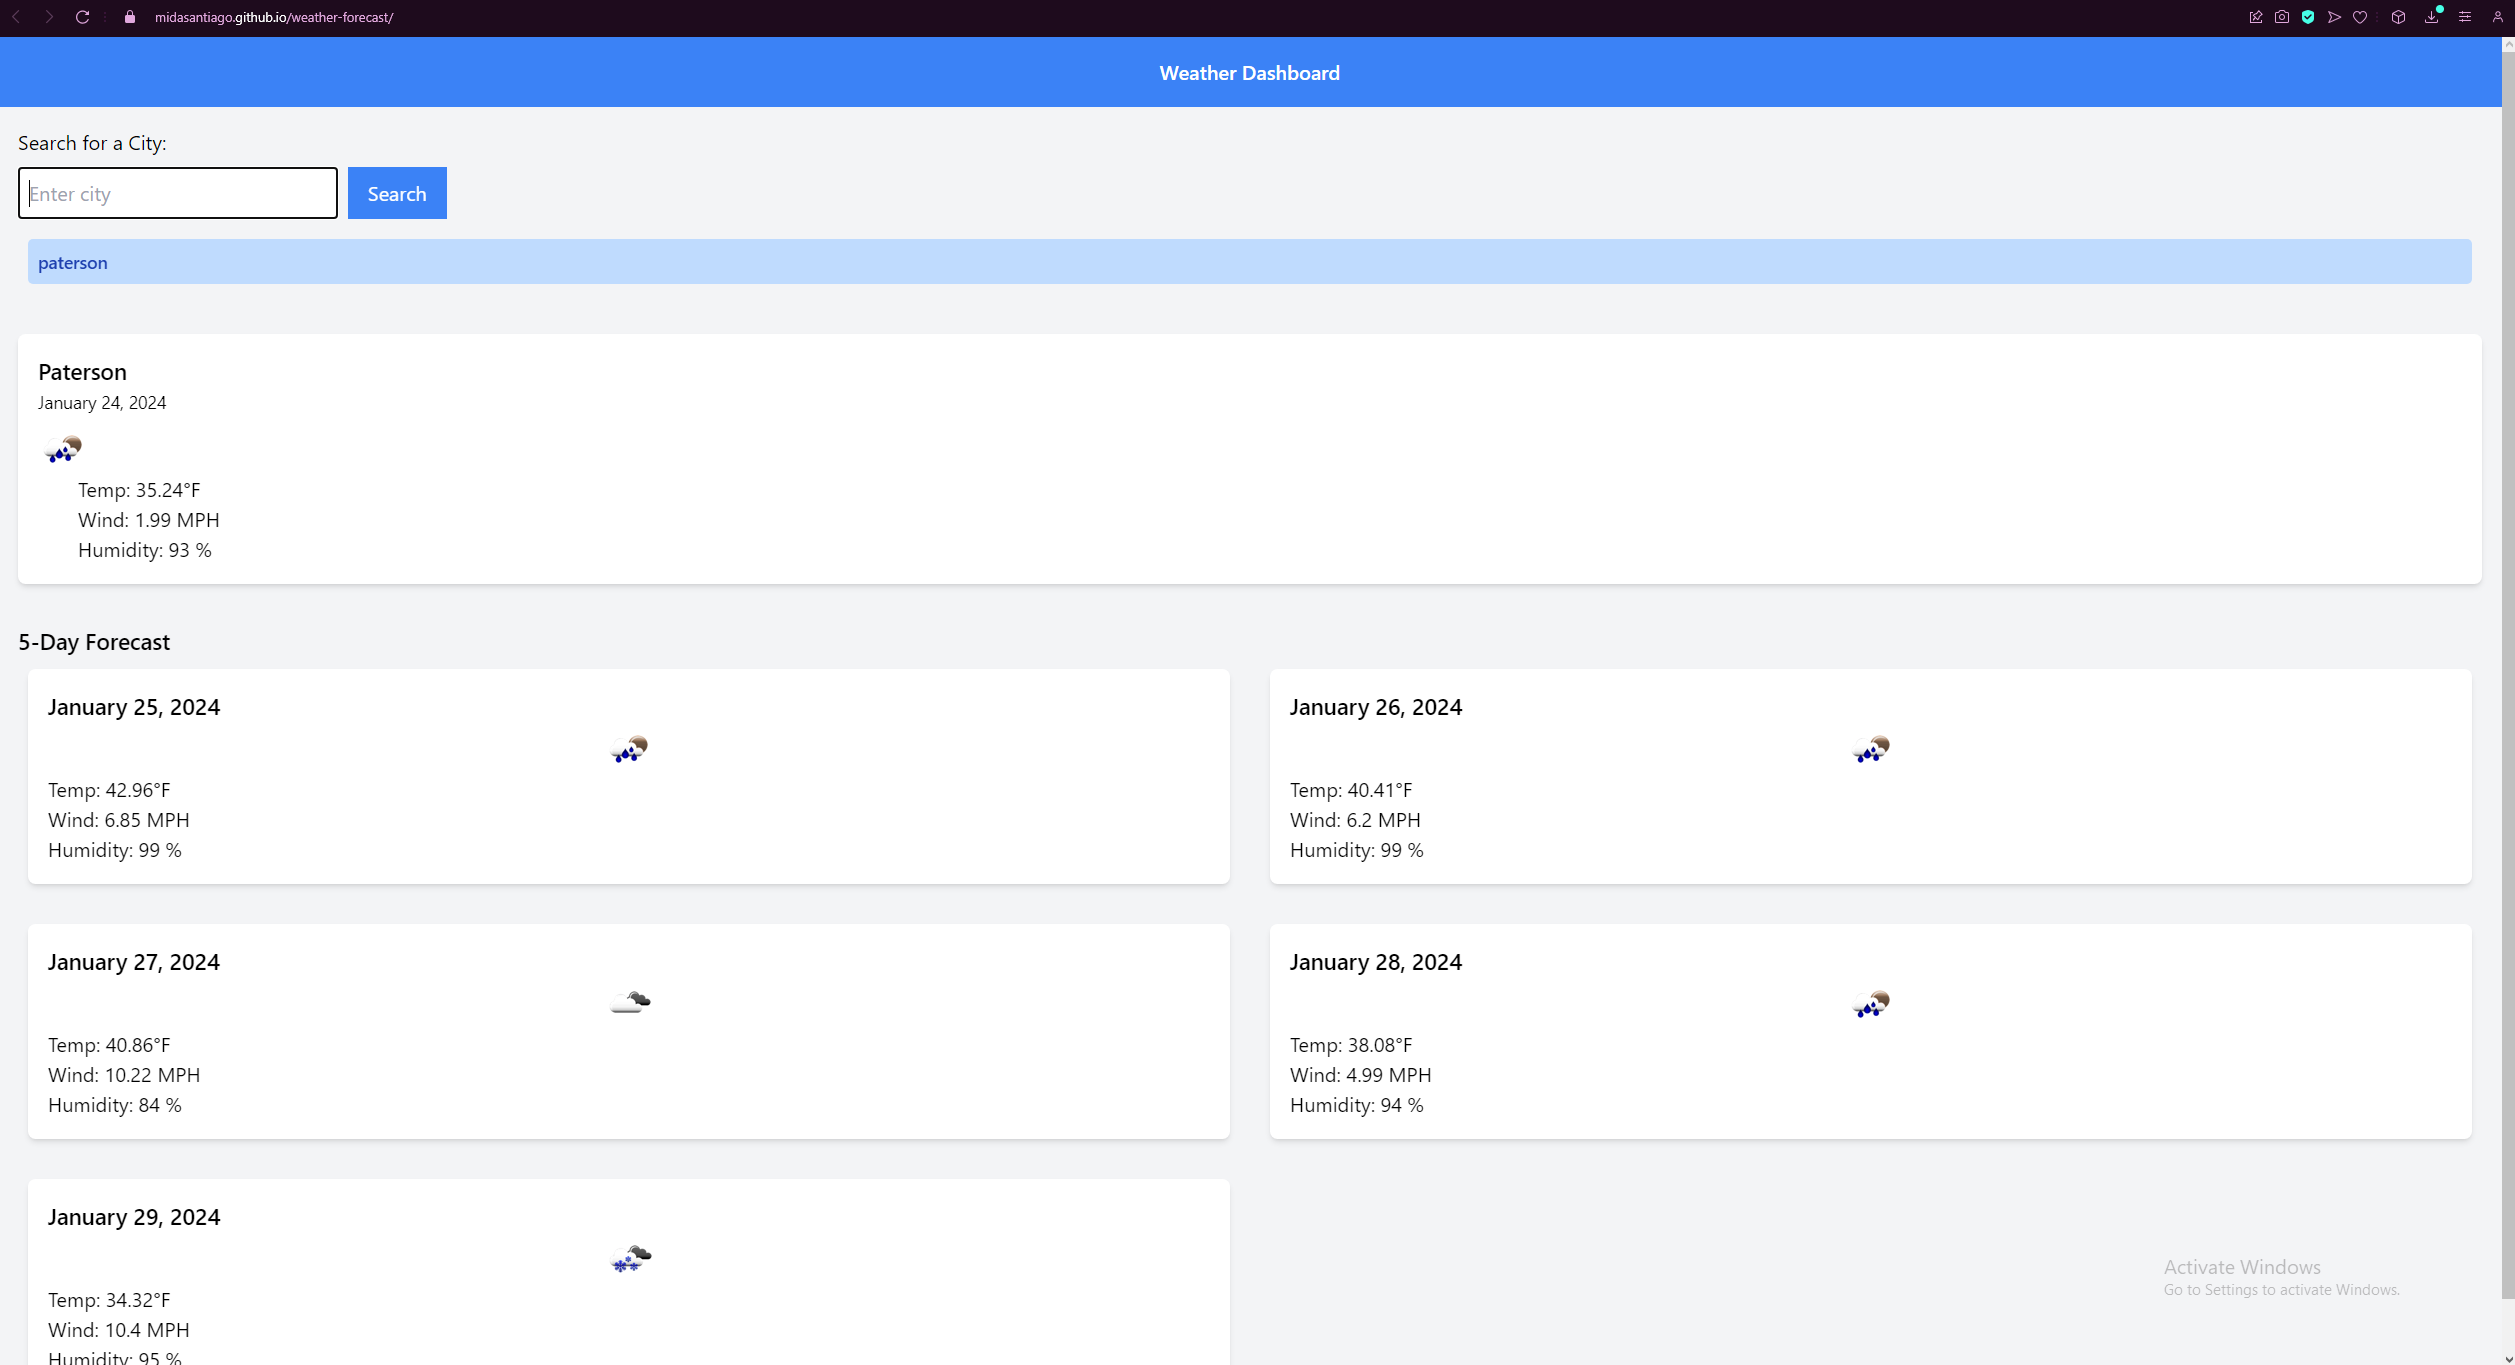 midasantiago.github.io/weather-forecast/
Weather Dashboard
Search for a City:
Enter city
Search
paterson
Paterson
January 24, 2024
Temp: 35.24°F
Wind: 1.99 MPH
Humidity: 93 %
5-Day Forecast
January 25, 2024
Temp: 42.96°F
Wind: 6.85 MPH
Humidity: 99 %
January 26, 2024
Temp: 40.41°F
Wind: 6.2 MPH
Humidity: 99 %
January 27, 2024
Temp: 40.86°F
Wind: 10.22 MPH
Humidity: 84 %
January 28, 2024
Temp: 38.08°F
Wind: 4.99 MPH
Humidity: 94 %
January 29, 2024
Temp: 34.32°F
Wind: 10.4 MPH
Humidity: 95 %
Activate Windows
Go to Settings to activate Windows.